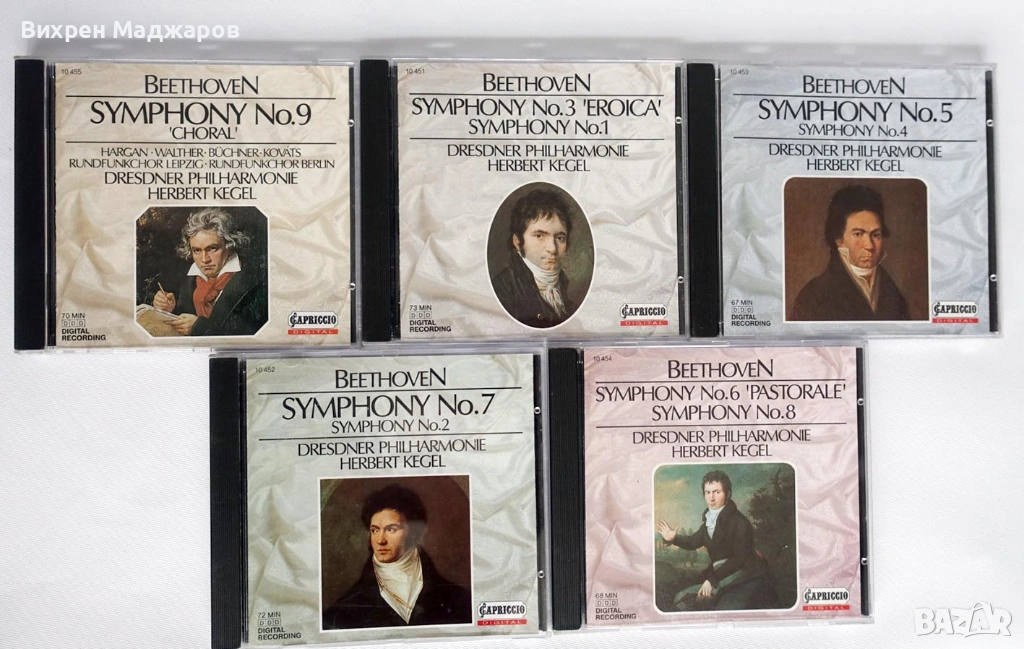 Вихрен Маджаров
10 455
BEETHOVEN
SYMPHONY No.9
'CHORAL'
HARGAN · WALTHER · BÜCHNER · KOVÁTS
RUNDFUNKCHOR LEIPZIG · RUNDFUNKCHOR BERLIN
DRESDNER PHILHARMONIE
HERBERT KEGEL
70 MIN
DDD
DIGITAL
RECORDING
CAPRICCIO
DIGITAL
10 451
BEETHOVEN
SYMPHONY No.3 'EROICA'
SYMPHONY No.1
DRESDNER PHILHARMONIE
HERBERT KEGEL
73 MIN
DDD
DIGITAL
RECORDING
CAPRICCIO
DIGITAL
10 453
BEETHOVEN
SYMPHONY No.5
SYMPHONY No.4
DRESDNER PHILHARMONIE
HERBERT KEGEL
67 MIN
DDD
DIGITAL
RECORDING
CAPRICCIO
DIGITAL
10 452
BEETHOVEN
SYMPHONY No.7
SYMPHONY No.2
DRESDNER PHILHARMONIE
HERBERT KEGEL
72 MIN
DDD
DIGITAL
RECORDING
CAPRICCIO
DIGITAL
10 454
BEETHOVEN
SYMPHONY No.6 'PASTORALE'
SYMPHONY No.8
DRESDNER PHILHARMONIE
HERBERT KEGEL
68 MIN
DDD
DIGITAL
RECORDING
CAPRICCIO
DIGITAL
BAZAR